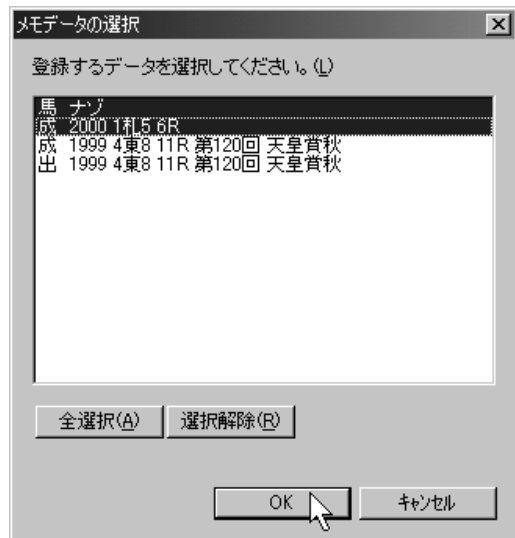 メモデータの選択
登録するデータを選択してください。(L)
馬 ナゾ
成 2000 1札5 6R
成 1999 4東8 11R 第120回 天皇賞秋
出 1999 4東8 11R 第120回 天皇賞秋
全選択(A) 選択解除(R)
OK キャンセル